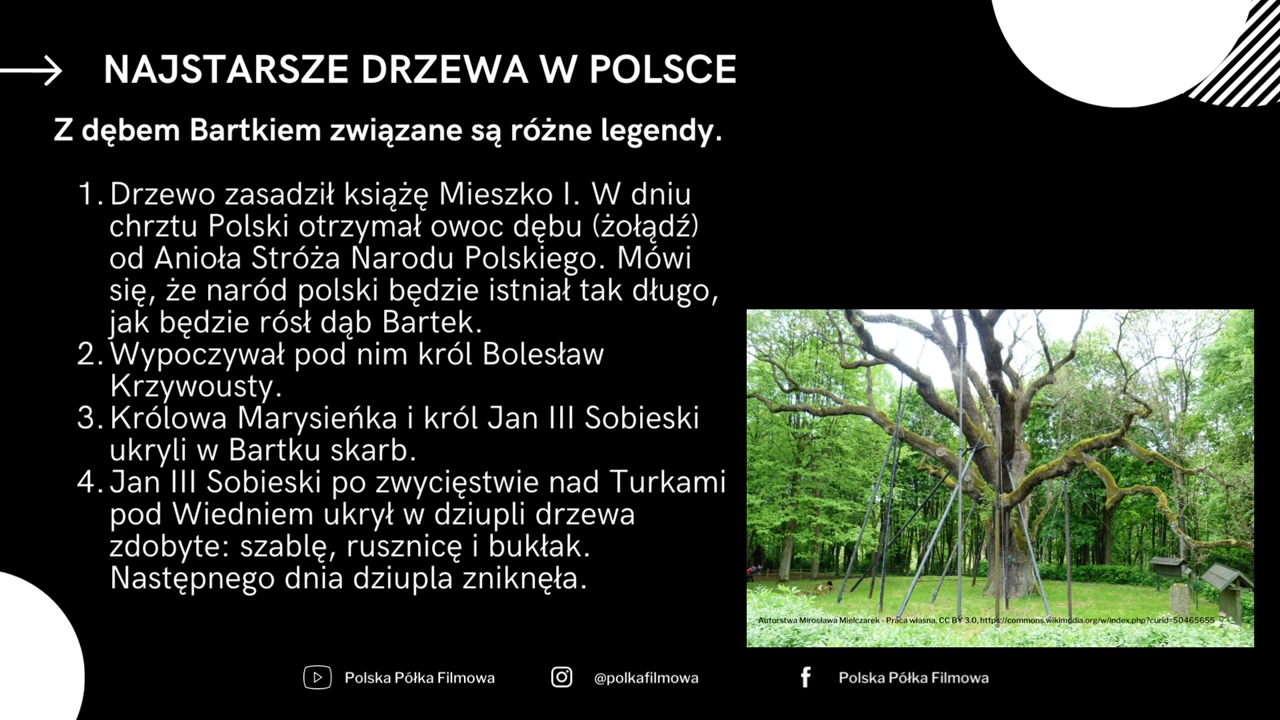 NAJSTARSZE DRZEWA W POLSCE
Z dębem Bartkiem związane są różne legendy.
1. Drzewo zasadził książę Mieszko I. W dniu
chrztu Polski otrzymał owoc dębu (żołądź)
od Anioła Stróża Narodu Polskiego. Mówi
się, że naród polski będzie istniał tak długo,
jak będzie rósł dąb Bartek.
2. Wypoczywał pod nim król Bolesław
Krzywousty.
3. Królowa Marysieńka i król Jan III Sobieski
ukryli w Bartku skarb.
4. Jan III Sobieski po zwycięstwie nad Turkami
pod Wiedniem ukrył w dziupli drzewa
zdobyte: szablę, rusznicę i bukłak.
Następnego dnia dziupla zniknęła.
Autorstwa Mirosława Mielczarek - Praca własna, CC BY 3.0, https://commons.wikimedia.org/w/index.php?curid=50465655
Polska Półka Filmowa
@polkafilmowa
Polska Półka Filmowa